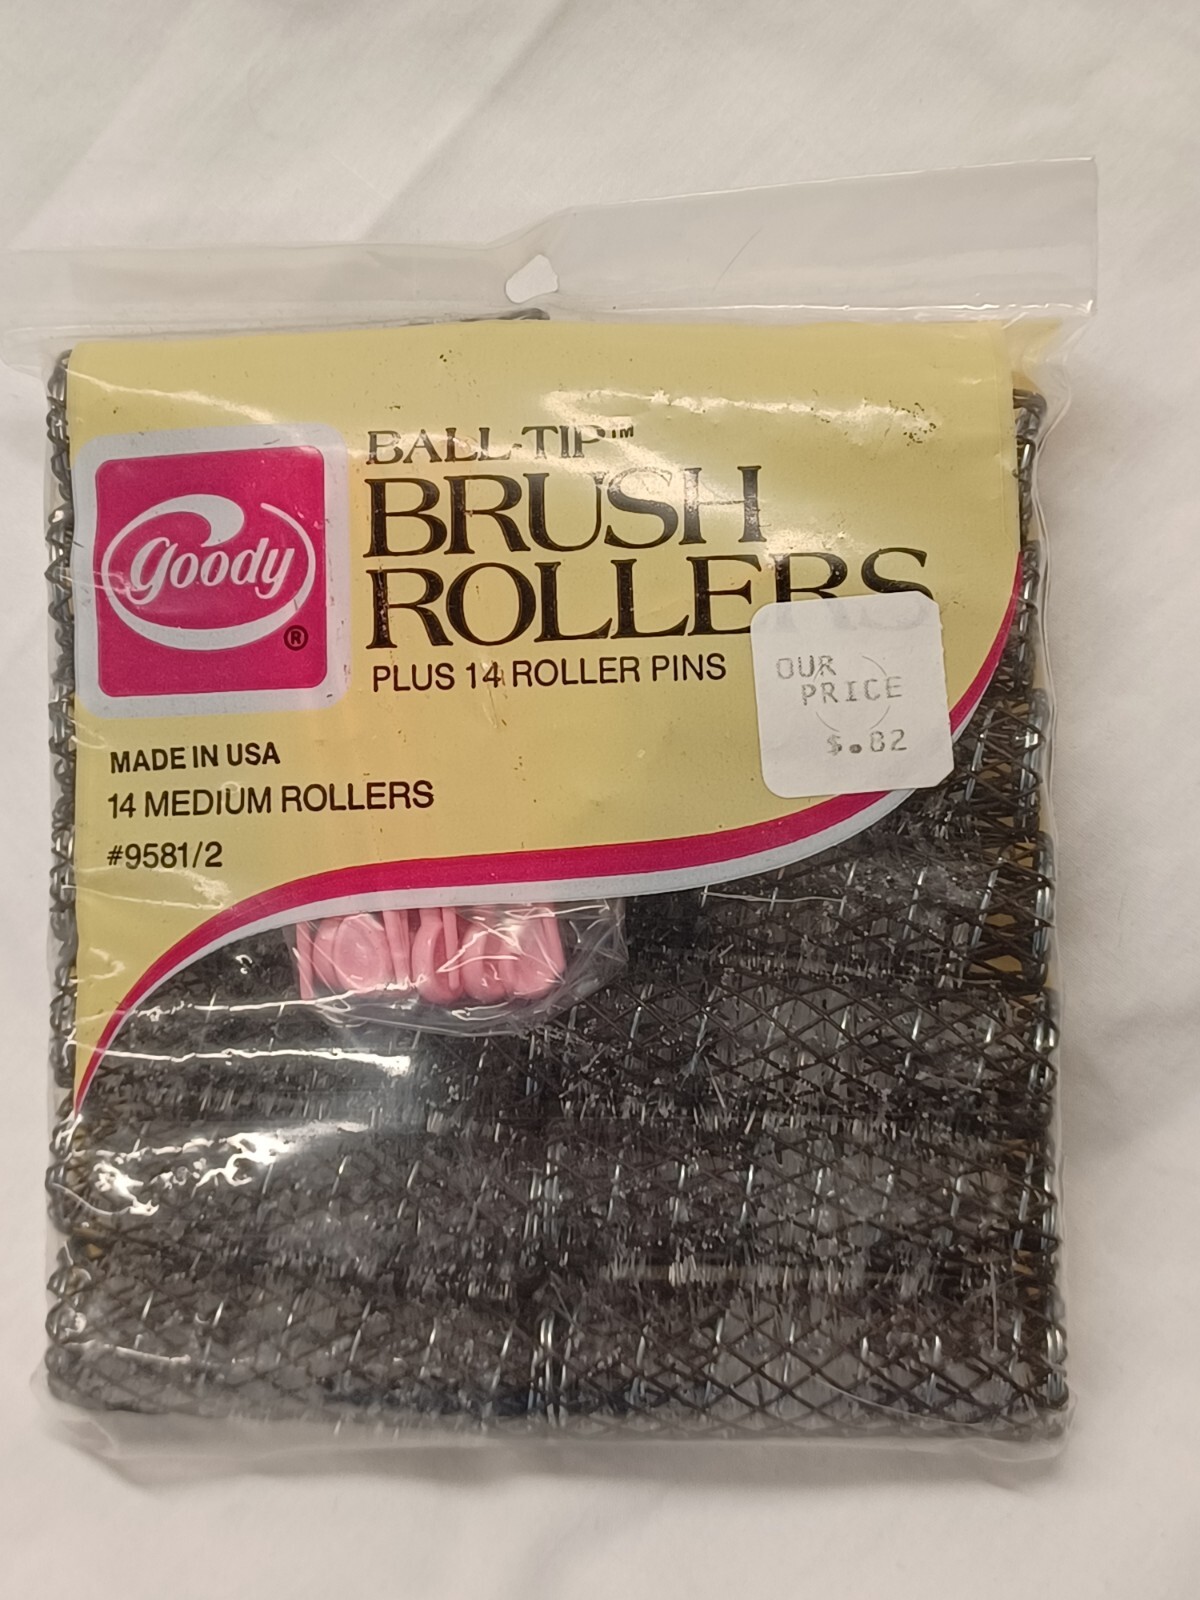 BALL-TIP™
BRUSH
ROLLERS
PLUS 14 ROLLER PINS
goody
®
OUR
PRICE
$.82
MADE IN USA
14 MEDIUM ROLLERS
#9581/2